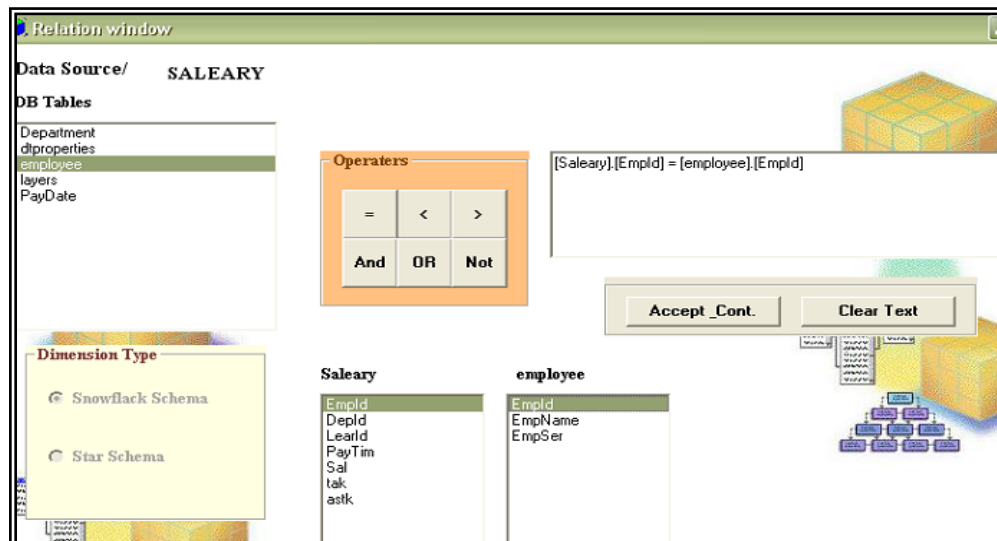 Relation window
Data Source/ SALEARY
DB Tables
Department
dtproperties
employee
layers
PayDate
Operaters
= < >
And OR Not
[Saleary].[EmpId] = [employee].[EmpId]
Accept _Cont. Clear Text
Dimension Type
Snowflack Schema
Star Schema
Saleary employee
EmpId
DepId
LearId
PayTim
Sal
tak
astk
EmpId
EmpName
EmpSer